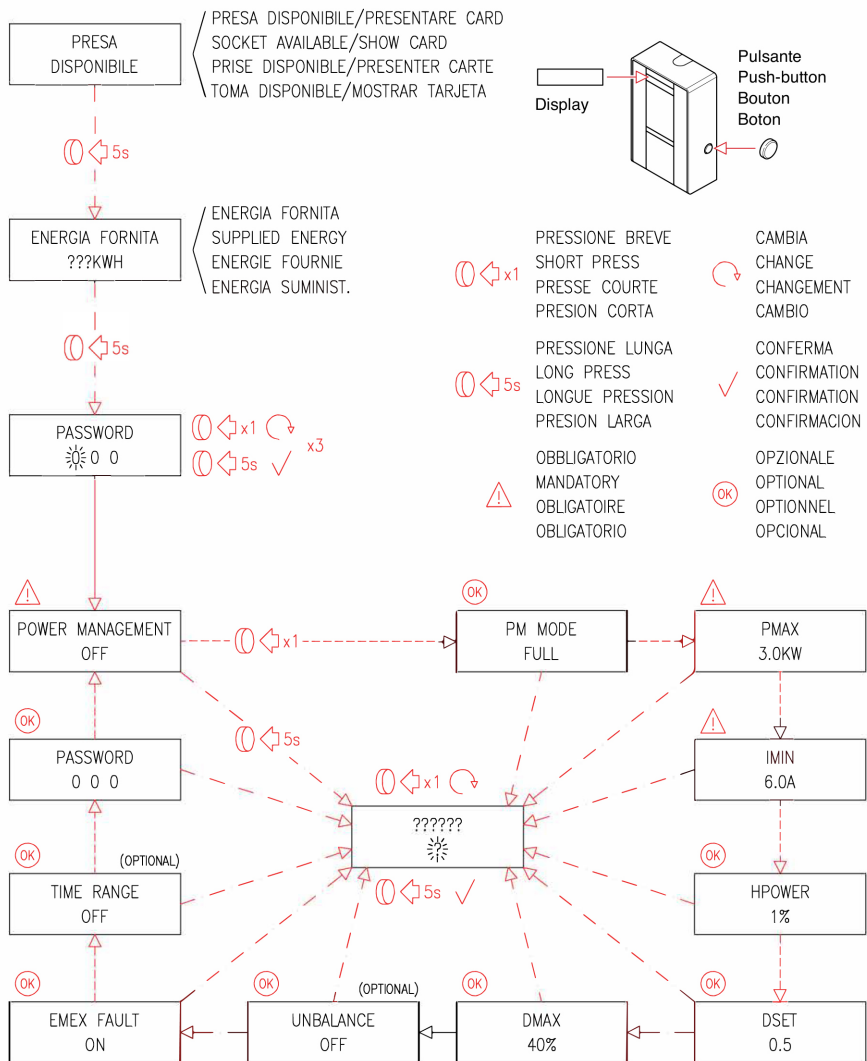 PRESA
DISPONIBILE
PRESA DISPONIBILE/PRESENTARE CARD
SOCKET AVAILABLE/SHOW CARD
PRISE DISPONIBLE/PRESENTER CARTE
TOMA DISPONIBLE/MOSTRAR TARJETA
Display
Pulsante
Push-button
Bouton
Boton
5s
ENERGIA FORNITA
???KWH
ENERGIA FORNITA
SUPPLIED ENERGY
ENERGIE FOURNIE
ENERGIA SUMINIST.
x1
PRESSIONE BREVE
SHORT PRESS
PRESSE COURTE
PRESION CORTA
CAMBIA
CHANGE
CHANGEMENT
CAMBIO
5s
5s
PRESSIONE LUNGA
LONG PRESS
LONGUE PRESSION
PRESION LARGA
CONFERMA
CONFIRMATION
CONFIRMATION
CONFIRMACION
PASSWORD
0 0 0
x1
5s
x3
!
OBBLIGATORIO
MANDATORY
OBLIGATOIRE
OBLIGATORIO
OK
OPZIONALE
OPTIONAL
OPTIONNEL
OPCIONAL
!
POWER MANAGEMENT
OFF
x1
OK
PM MODE
FULL
!
PMAX
3.0KW
OK
PASSWORD
0 0 0
5s
!
IMIN
6.0A
x1
??????
?
5s
OK
(OPTIONAL)
TIME RANGE
OFF
OK
HPOWER
1%
OK
EMEX FAULT
ON
OK
(OPTIONAL)
UNBALANCE
OFF
OK
DMAX
40%
OK
DSET
0.5